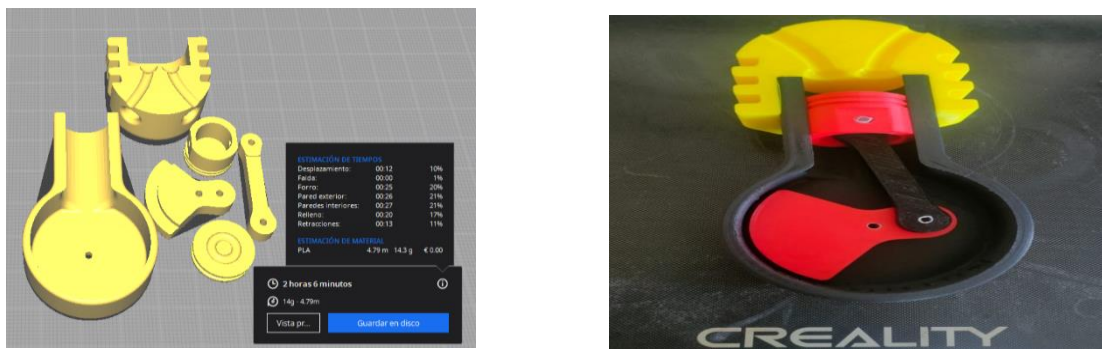 ESTIMACIÓN DE TIEMPOS
Desplazamiento: 00:12 10%
Falda: 00:00 1%
Forro: 00:25 20%
Pared exterior: 00:26 21%
Paredes interiores: 00:27 21%
Relleno: 00:20 17%
Retracciones: 00:13 11%
ESTIMACIÓN DE MATERIAL
PLA 4.79 m 14.3 g € 0.00
2 horas 6 minutos
14g · 4.79m
Vista pr... Guardar en disco
CREALITY